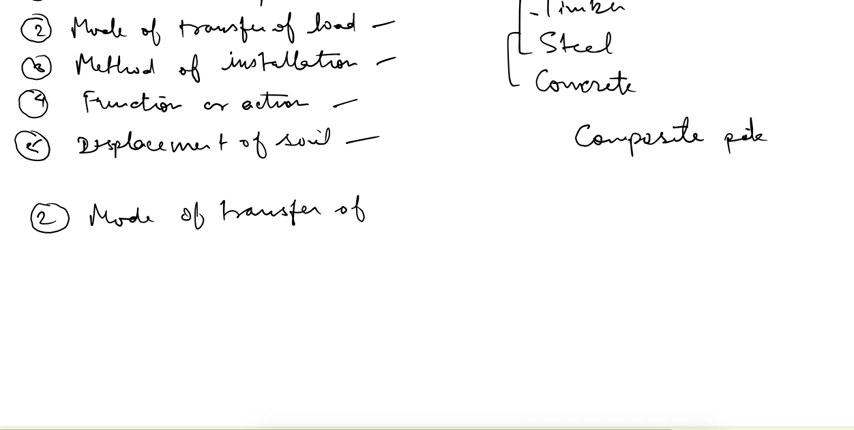 ② Mode of transfer of load —
③ Method of installation —
④ Function or action —
⑤ Displacement of soil —
- Timber
Steel
Concrete
Composite pile
② Mode of transfer of